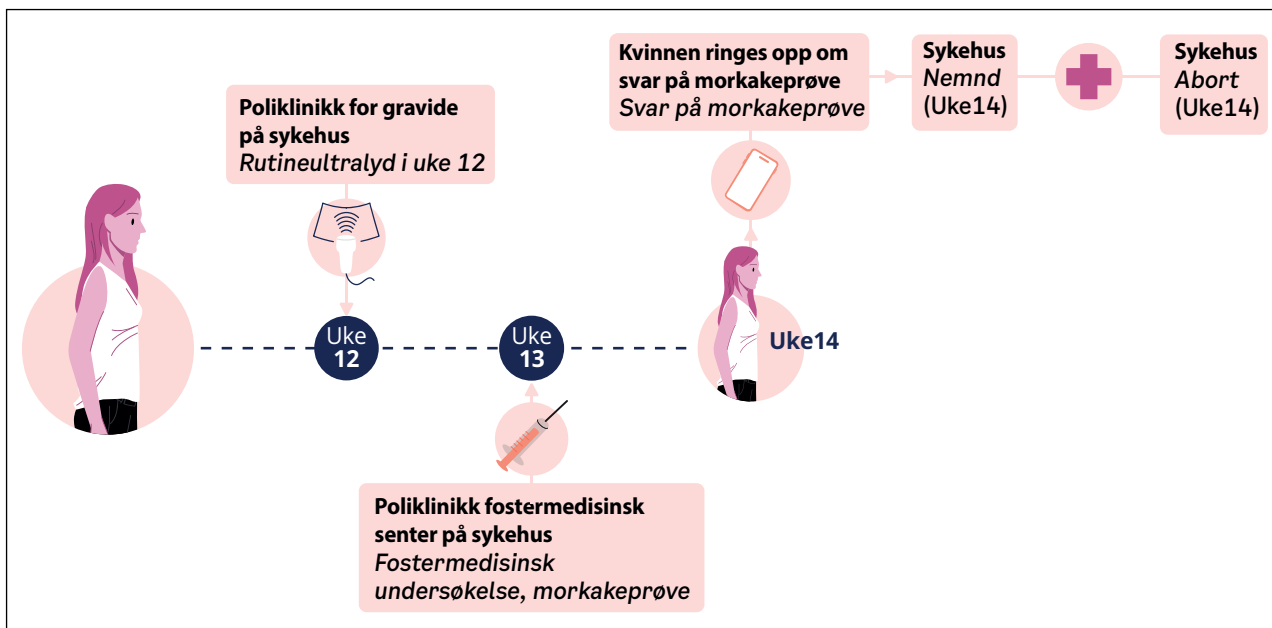 Kvinnen ringes opp om
svar på morkakeprøve
Svar på morkakeprøve
Sykehus
Nemnd
(Uke14)
Sykehus
Abort
(Uke14)
Poliklinikk for gravide
på sykehus
Rutineultralyd i uke 12
Uke
12
Uke
13
Uke14
Poliklinikk fostermedisinsk
senter på sykehus
Fostermedisinsk
undersøkelse, morkakeprøve